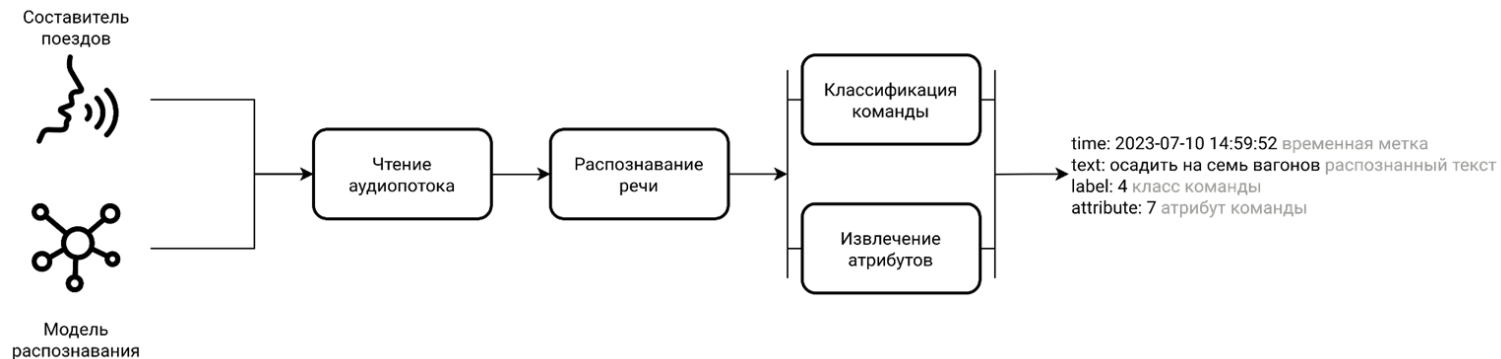 Составитель
поездов
Модель
распознавания
Чтение
аудиопотока
Распознавание
речи
Классификация
команды
Извлечение
атрибутов
time: 2023-07-10 14:59:52 временная метка
text: осадить на семь вагонов распознанный текст
label: 4 класс команды
attribute: 7 атрибут команды